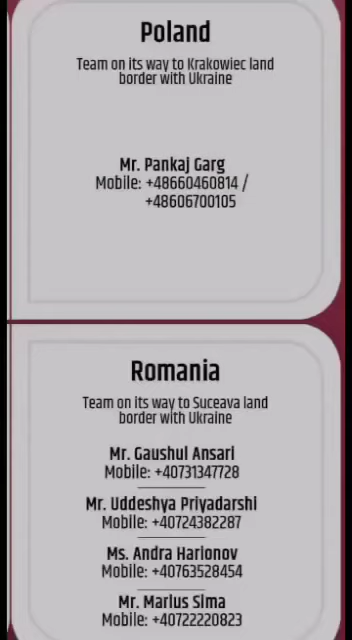 Poland
Team on its way to Krakowiec land
border with Ukraine
Mr. Pankaj Garg
Mobile: +48660460814 /
+48606700105
Romania
Team on its way to Suceava land
border with Ukraine
Mr. Gaushul Ansari
Mobile: +40731347728
Mr. Uddeshya Priyadarshi
Mobile: +40724382287
Ms. Andra Harionov
Mobile: +40763528454
Mr. Marius Sima
Mobile: +40722220823